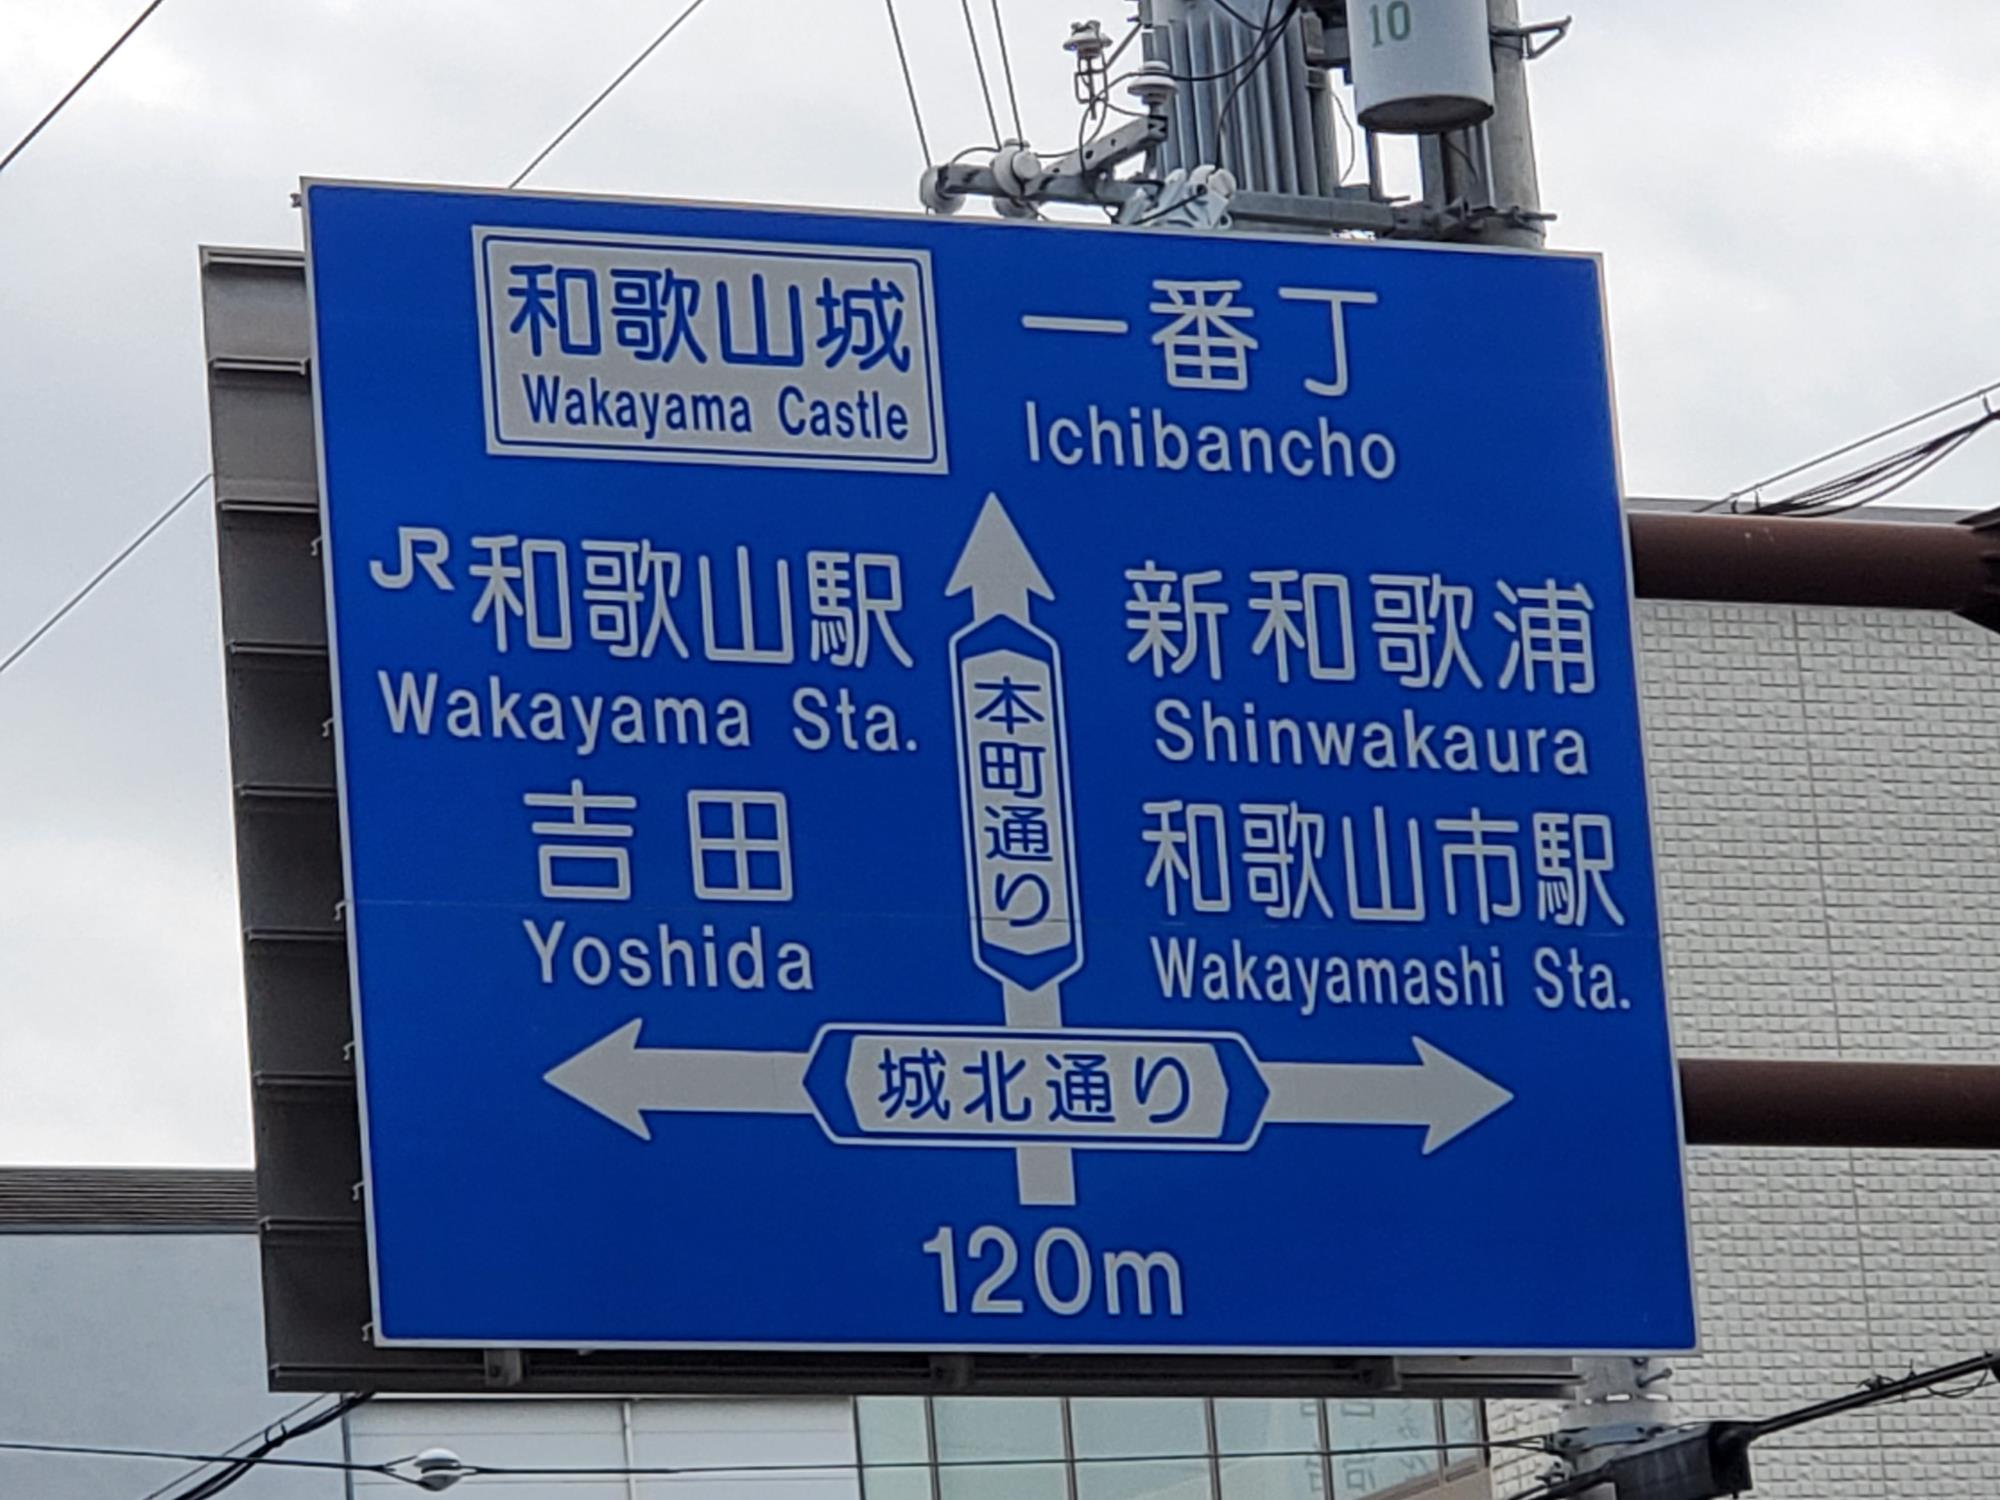 10
和歌山城
Wakayama Castle
一番丁
Ichibancho
JR和歌山駅
Wakayama Sta.
吉田
Yoshida
本町通り
新和歌浦
Shinwakaura
和歌山市駅
Wakayamashi Sta.
城北通り
120m